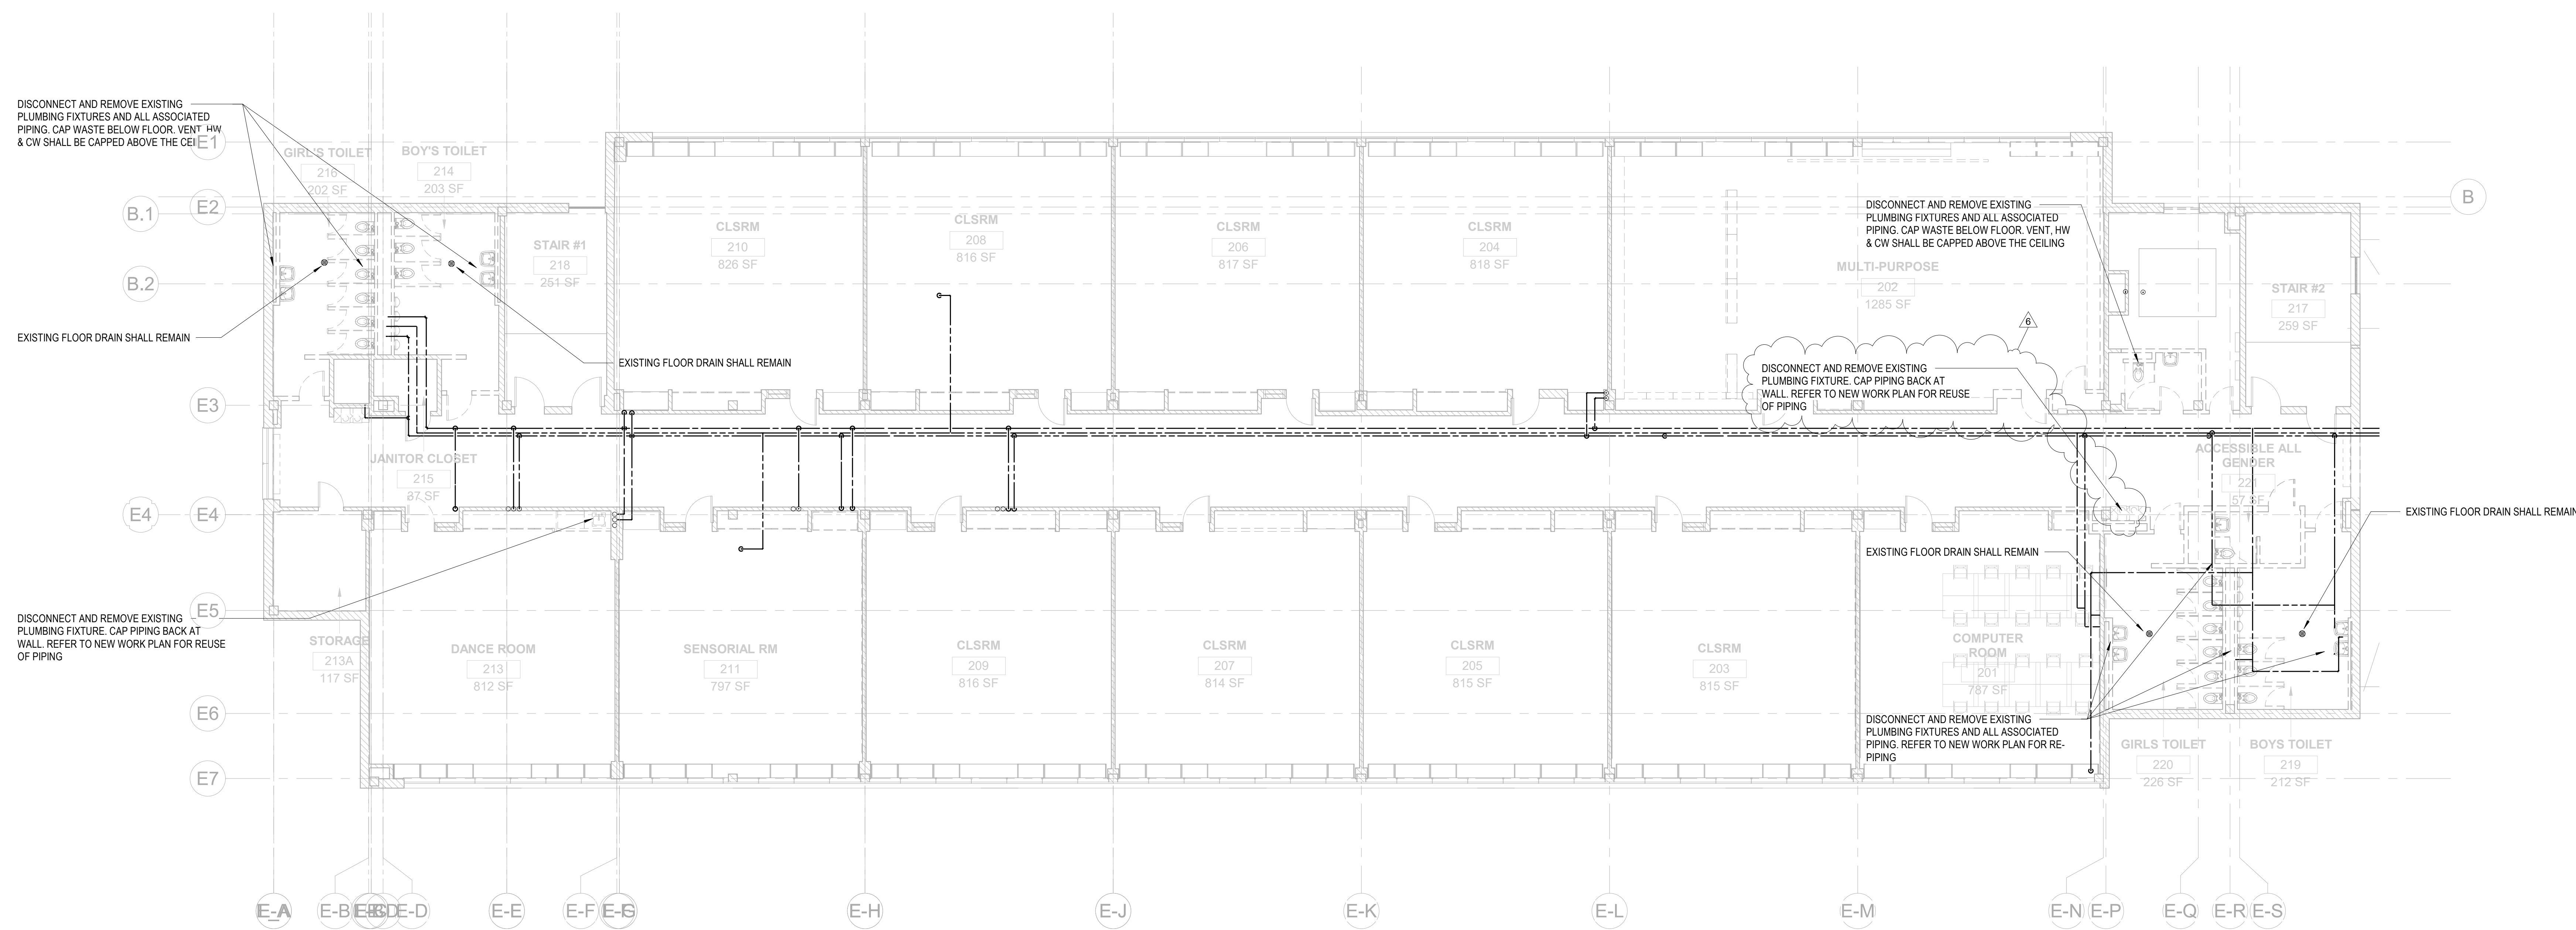 DISCONNECT AND REMOVE EXISTING
PLUMBING FIXTURES AND ALL ASSOCIATED
PIPING. CAP WASTE BELOW FLOOR. VENT, HW
& CW SHALL BE CAPPED ABOVE THE CEI
E1
E2
B.1
B.2
E3
E4
E4
E5
E6
E7
B
GIRL'S TOILET
216
202 SF
BOY'S TOILET
214
203 SF
STAIR #1
218
251 SF
CLSRM
210
826 SF
CLSRM
208
816 SF
CLSRM
206
817 SF
CLSRM
204
818 SF
MULTI-PURPOSE
202
1285 SF
DISCONNECT AND REMOVE EXISTING
PLUMBING FIXTURES AND ALL ASSOCIATED
PIPING. CAP WASTE BELOW FLOOR. VENT, HW
& CW SHALL BE CAPPED ABOVE THE CEILING
STAIR #2
217
259 SF
6
EXISTING FLOOR DRAIN SHALL REMAIN
EXISTING FLOOR DRAIN SHALL REMAIN
DISCONNECT AND REMOVE EXISTING
PLUMBING FIXTURE. CAP PIPING BACK AT
WALL. REFER TO NEW WORK PLAN FOR REUSE
OF PIPING
JANITOR CLOSET
215
37 SF
ACCESSIBLE ALL
GENDER
221
57 SF
EXISTING FLOOR DRAIN SHALL REMAIN
EXISTING FLOOR DRAIN SHALL REMAIN
DISCONNECT AND REMOVE EXISTING
PLUMBING FIXTURE. CAP PIPING BACK AT
WALL. REFER TO NEW WORK PLAN FOR REUSE
OF PIPING
STORAGE
213A
117 SF
DANCE ROOM
213
812 SF
SENSORIAL RM
211
797 SF
CLSRM
209
816 SF
CLSRM
207
814 SF
CLSRM
205
815 SF
CLSRM
203
815 SF
COMPUTER
ROOM
201
787 SF
DISCONNECT AND REMOVE EXISTING
PLUMBING FIXTURES AND ALL ASSOCIATED
PIPING. REFER TO NEW WORK PLAN FOR RE-
PIPING
GIRLS TOILET
220
226 SF
BOYS TOILET
219
212 SF
E-B
E-D
E-E
E-F
E-H
E-J
E-K
E-L
E-M
E-N
E-P
E-Q
E-R
E-S